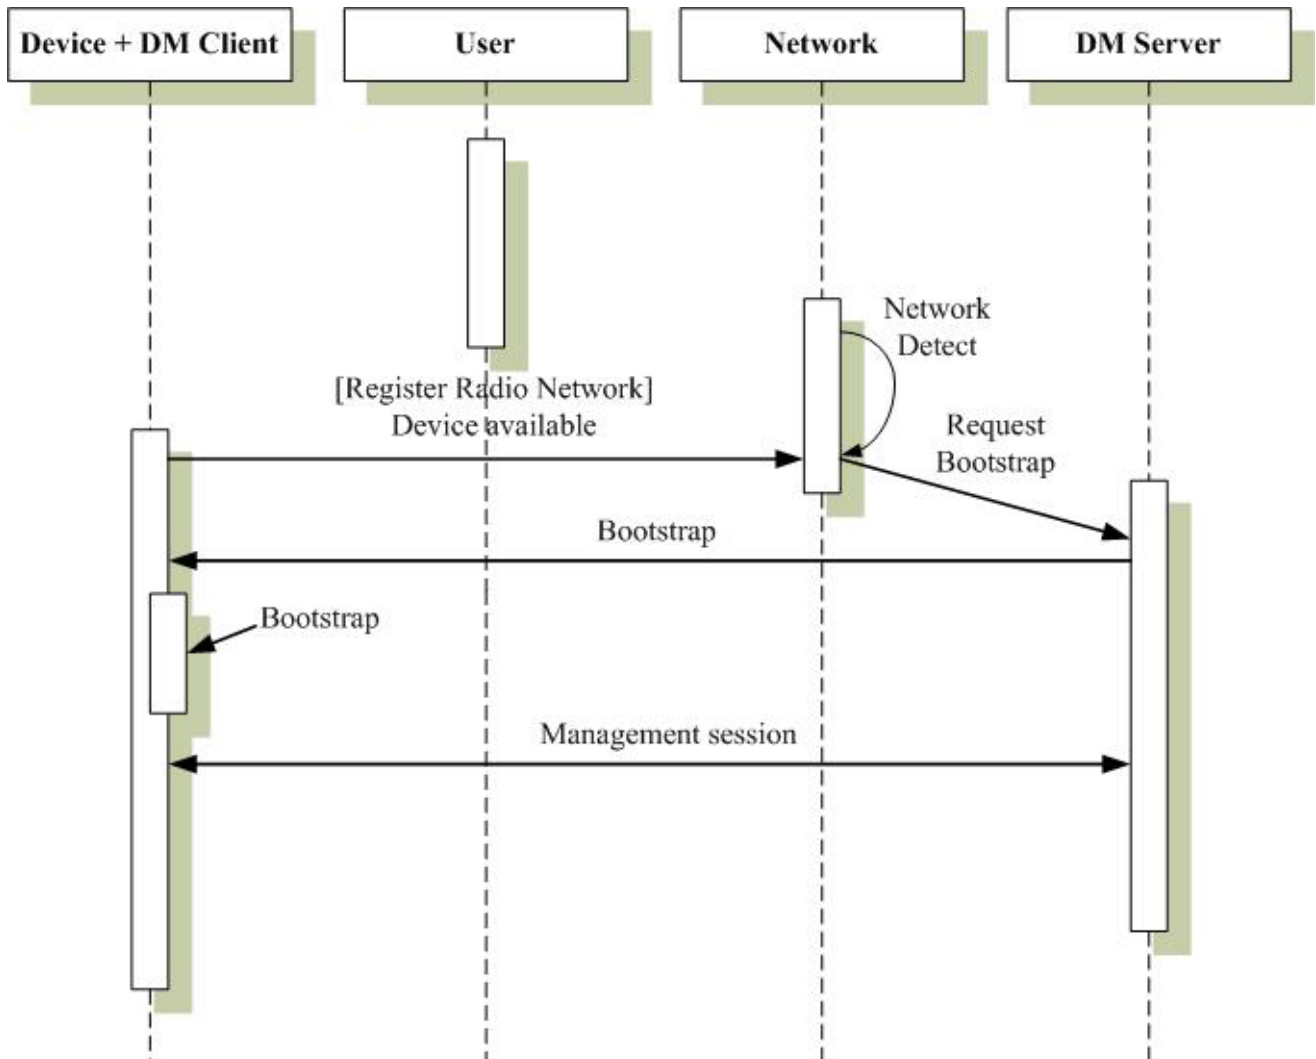 Device + DM Client
User
Network
DM Server
Network
Detect
[Register Radio Network]
Device available
Request
Bootstrap
Bootstrap
Bootstrap
Management session